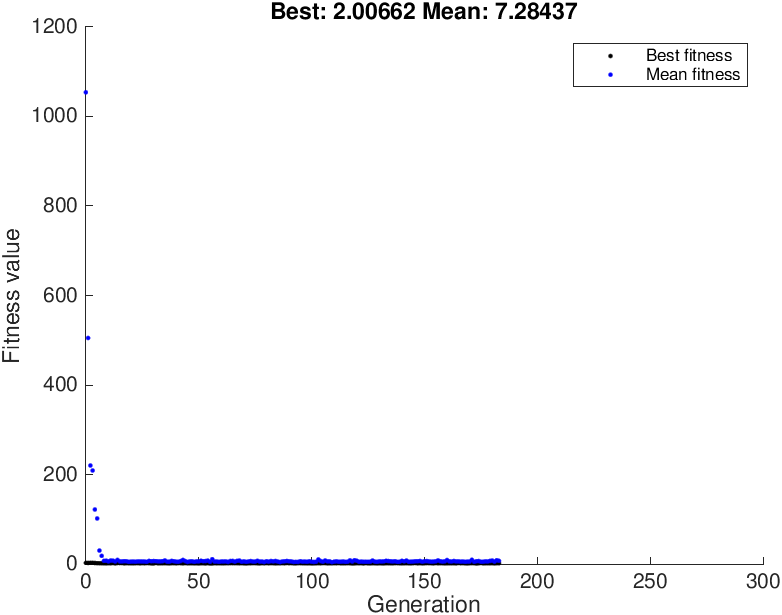 Best: 2.00662 Mean: 7.28437
Best fitness
Mean fitness
Fitness value
1200
1000
800
600
400
200
0
0 50 100 150 200 250 300
Generation